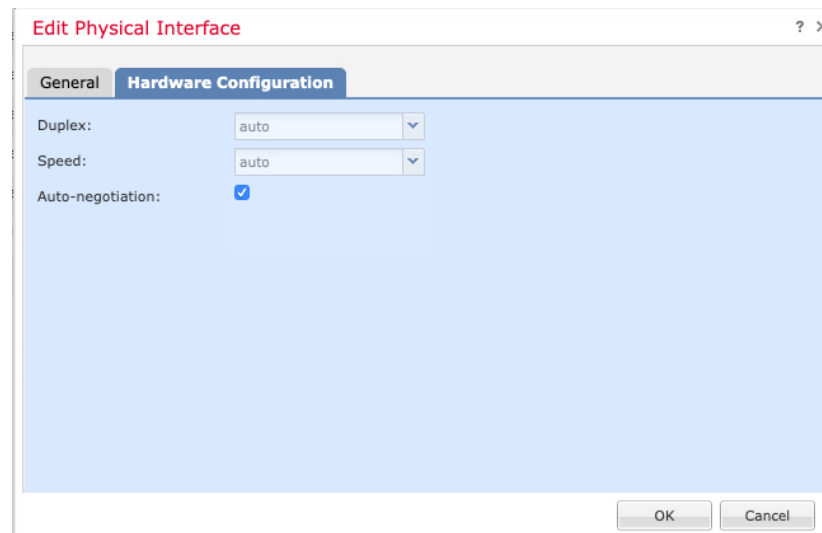 Edit Physical Interface ?
General Hardware Configuration
Duplex: auto
Speed: auto
Auto-negotiation:
OK Cancel